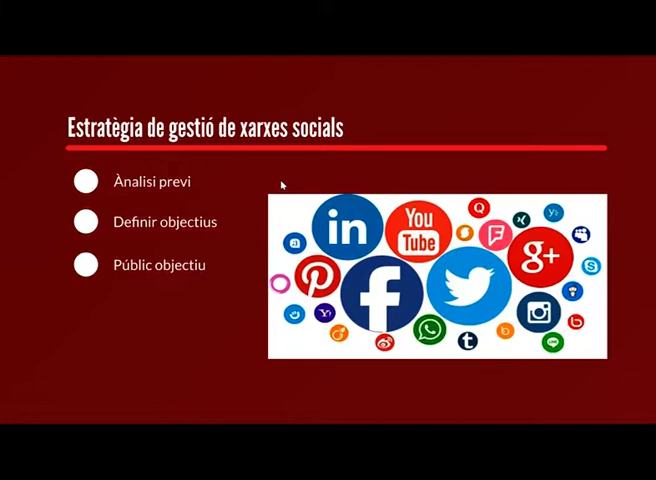 Estratègia de gestió de xarxes socials
Ànalisi previ
Definir objectius
Públic objectiu
in
You
Tube
g+